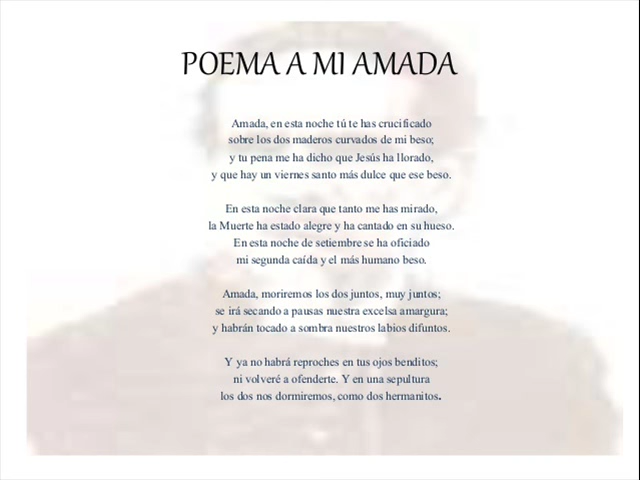 POEMA A MI AMADA
Amada, en esta noche tú te has crucificado
sobre los dos maderos curvados de mi beso;
y tu pena me ha dicho que Jesús ha llorado,
y que hay un viernes santo más dulce que ese beso.
En esta noche clara que tanto me has mirado,
la Muerte ha estado alegre y ha cantado en su hueso.
En esta noche de setiembre se ha oficiado
mi segunda caída y el más humano beso.
Amada, moriremos los dos juntos, muy juntos;
se irá secando a pausas nuestra excelsa amargura;
y habrán tocado a sombra nuestros labios difuntos.
Y ya no habrá reproches en tus ojos benditos;
ni volveré a ofenderte. Y en una sepultura
los dos nos dormiremos, como dos hermanitos.